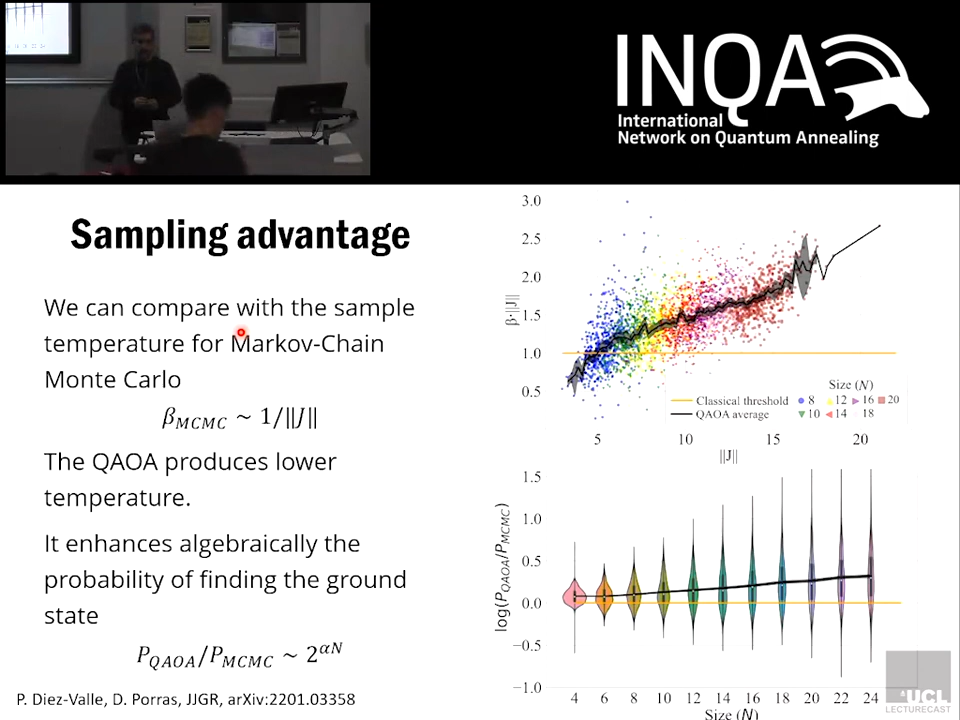 INQA
International
Network on Quantum Annealing
Sampling advantage
We can compare with the sample
temperature for Markov-Chain
Monte Carlo
β_MCMC ~ 1/||J||
The QAOA produces lower
temperature.
It enhances algebraically the
probability of finding the ground
state
P_QAOA/P_MCMC ~ 2^αN
P. Diez-Valle, D. Porras, JJGR, arXiv:2201.03358
3.0
2.5
2.0
1.5
1.0
0.5
β·||J||
Size (N)
Classical threshold
QAOA average
8 12 16 20
10 14 18
5 10 15 20
||J||
1.5
1.0
0.5
0.0
−0.5
−1.0
log(P_QAOA/P_MCMC)
4 6 8 10 12 14 16 18 20 22 24
Size (N)
UCL
LECTURECAST